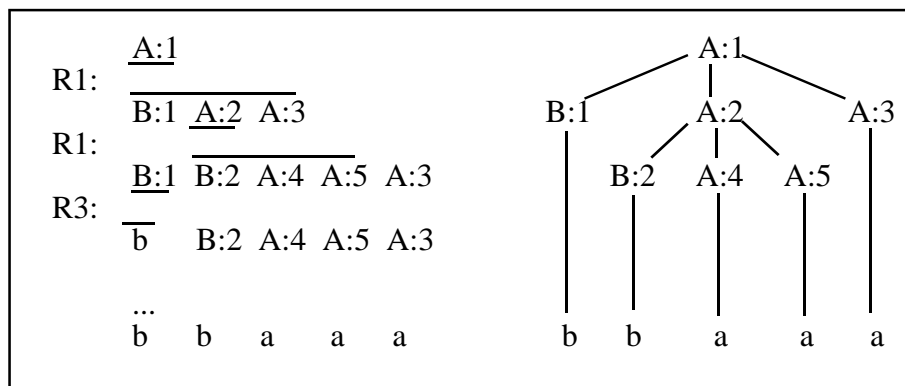 A:1
R1:
B:1 A:2 A:3
R1:
B:1 B:2 A:4 A:5 A:3
R3:
b B:2 A:4 A:5 A:3
...
b b a a a
A:1
B:1 A:2 A:3
B:2 A:4 A:5
b b a a a